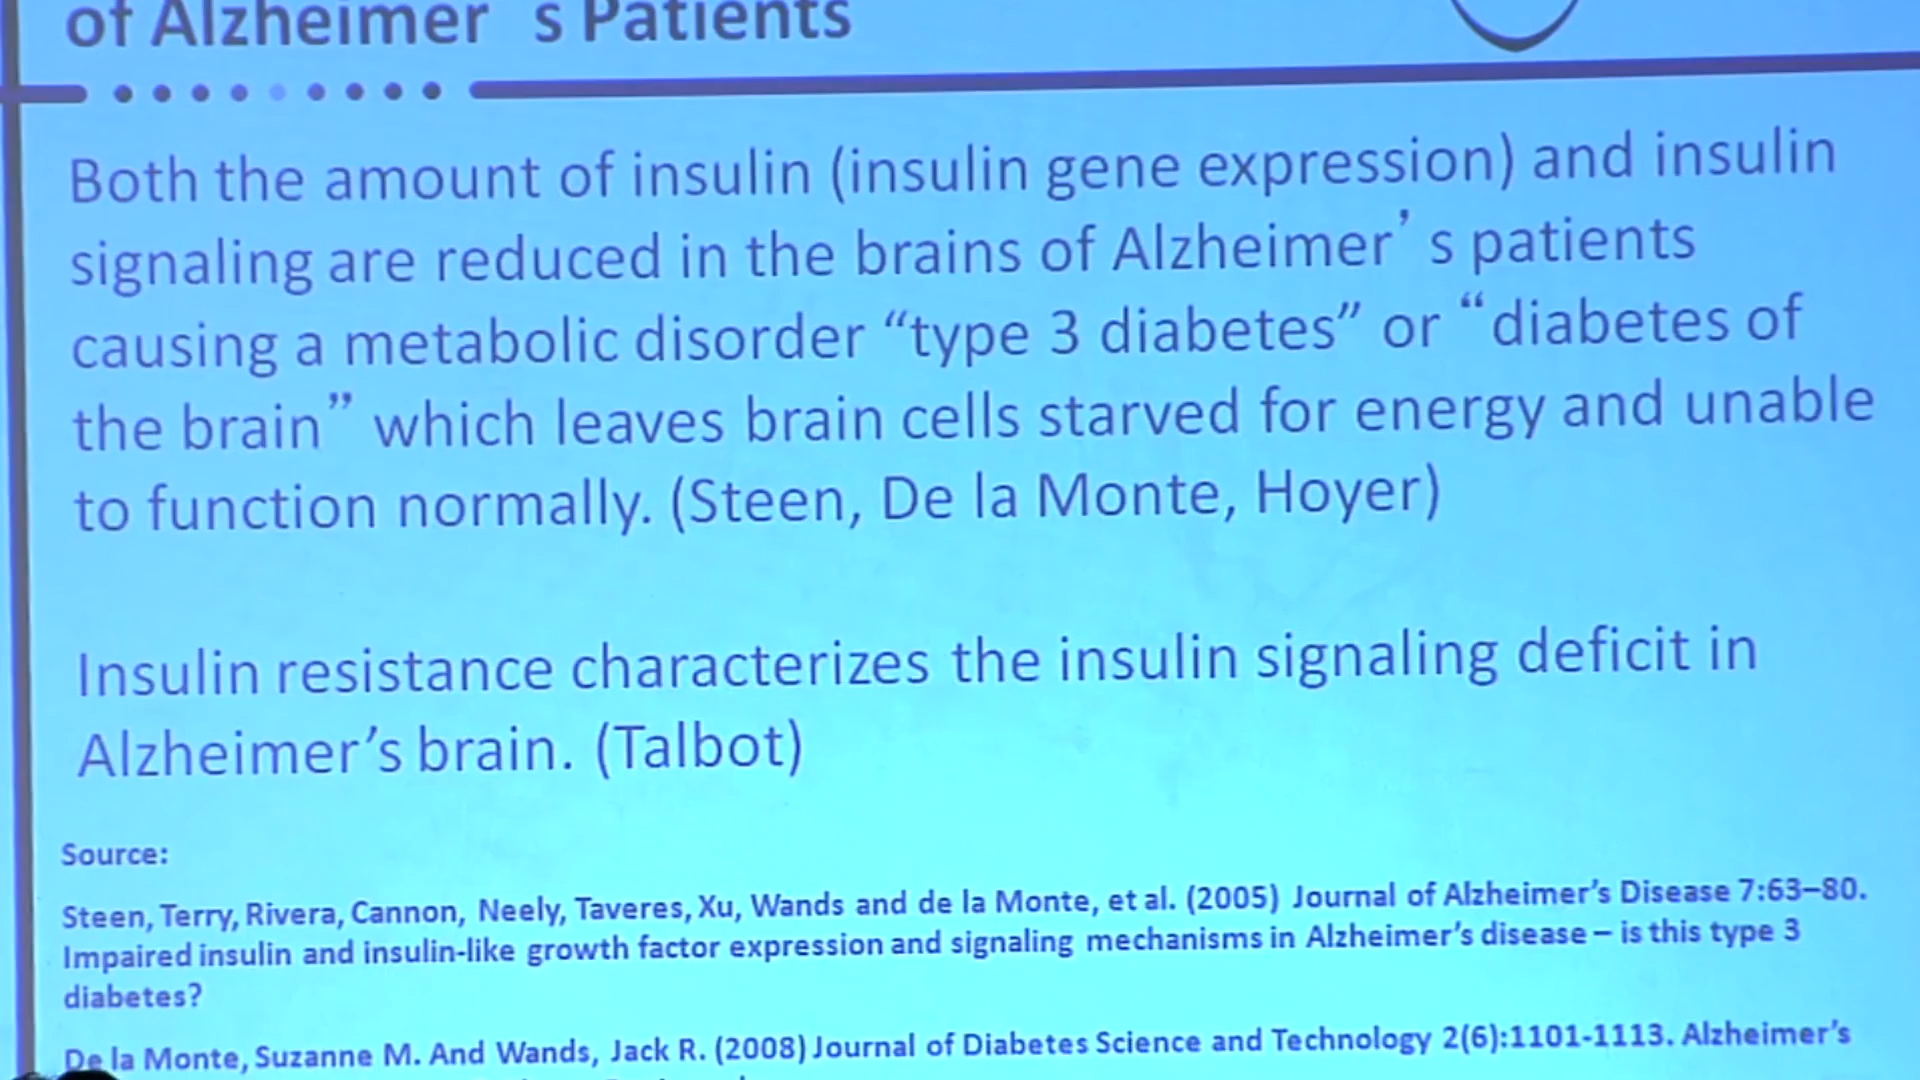 of Alzheimer s Patients
Both the amount of insulin (insulin gene expression) and insulin
signaling are reduced in the brains of Alzheimer’ s patients
causing a metabolic disorder “type 3 diabetes” or “diabetes of
the brain” which leaves brain cells starved for energy and unable
to function normally. (Steen, De la Monte, Hoyer)
Insulin resistance characterizes the insulin signaling deficit in
Alzheimer’s brain. (Talbot)
Source:
Steen, Terry, Rivera, Cannon, Neely, Taveres, Xu, Wands and de la Monte, et al. (2005) Journal of Alzheimer’s Disease 7:63–80.
Impaired insulin and insulin-like growth factor expression and signaling mechanisms in Alzheimer’s disease – is this type 3
diabetes?
De la Monte, Suzanne M. And Wands, Jack R. (2008) Journal of Diabetes Science and Technology 2(6):1101-1113. Alzheimer’s